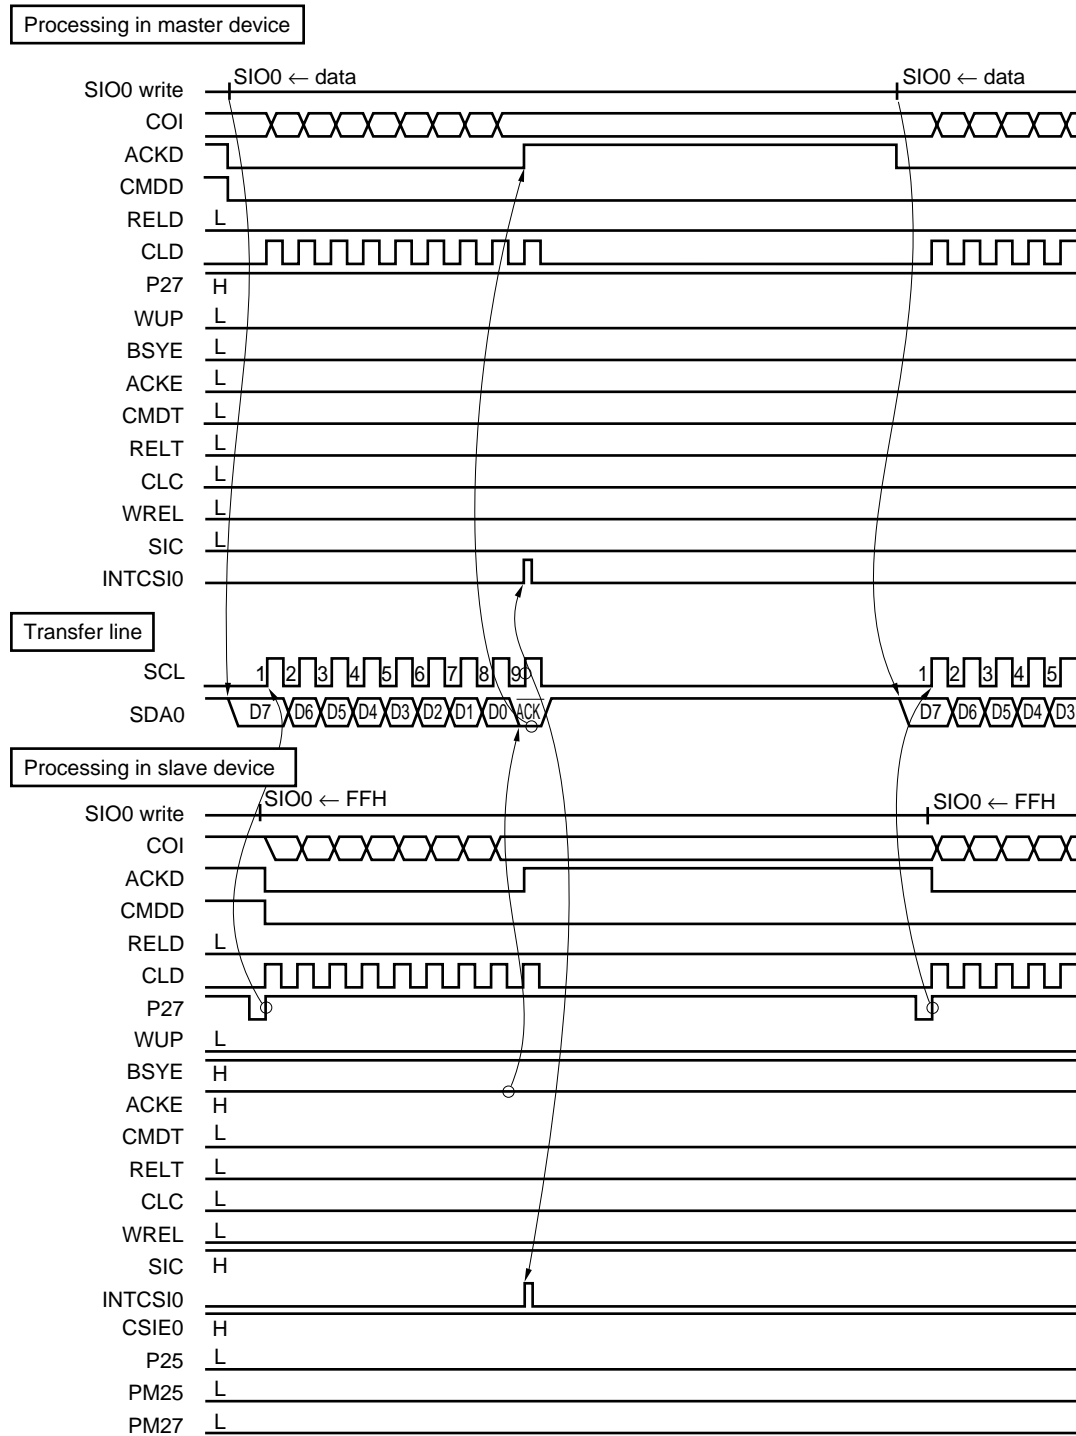 Processing in master device
SIO0 write SIO0 ← data SIO0 ← data
COI
ACKD
CMDD
RELD L
CLD
P27 H
WUP L
BSYE L
ACKE L
CMDT L
RELT L
CLC L
WREL L
SIC L
INTCSI0
Transfer line
SCL 1 2 3 4 5 6 7 8 9 1 2 3 4 5
SDA0 D7 D6 D5 D4 D3 D2 D1 D0 ACK D7 D6 D5 D4 D3
Processing in slave device
SIO0 write SIO0 ← FFH SIO0 ← FFH
COI
ACKD
CMDD
RELD L
CLD
P27
WUP L
BSYE H
ACKE H
CMDT L
RELT L
CLC L
WREL L
SIC H
INTCSI0
CSIE0 H
P25 L
PM25 L
PM27 L